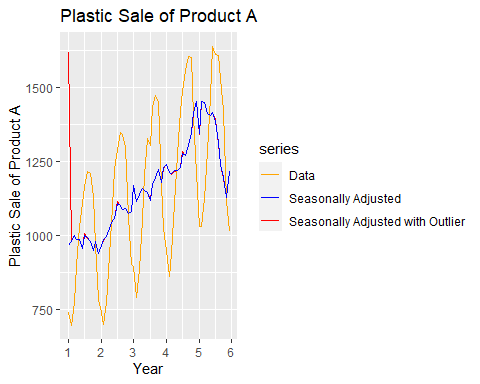 Plastic Sale of Product A
Plastic Sale of Product A
1500
1250
1000
750
1 2 3 4 5 6
Year
series
Data
Seasonally Adjusted
Seasonally Adjusted with Outlier